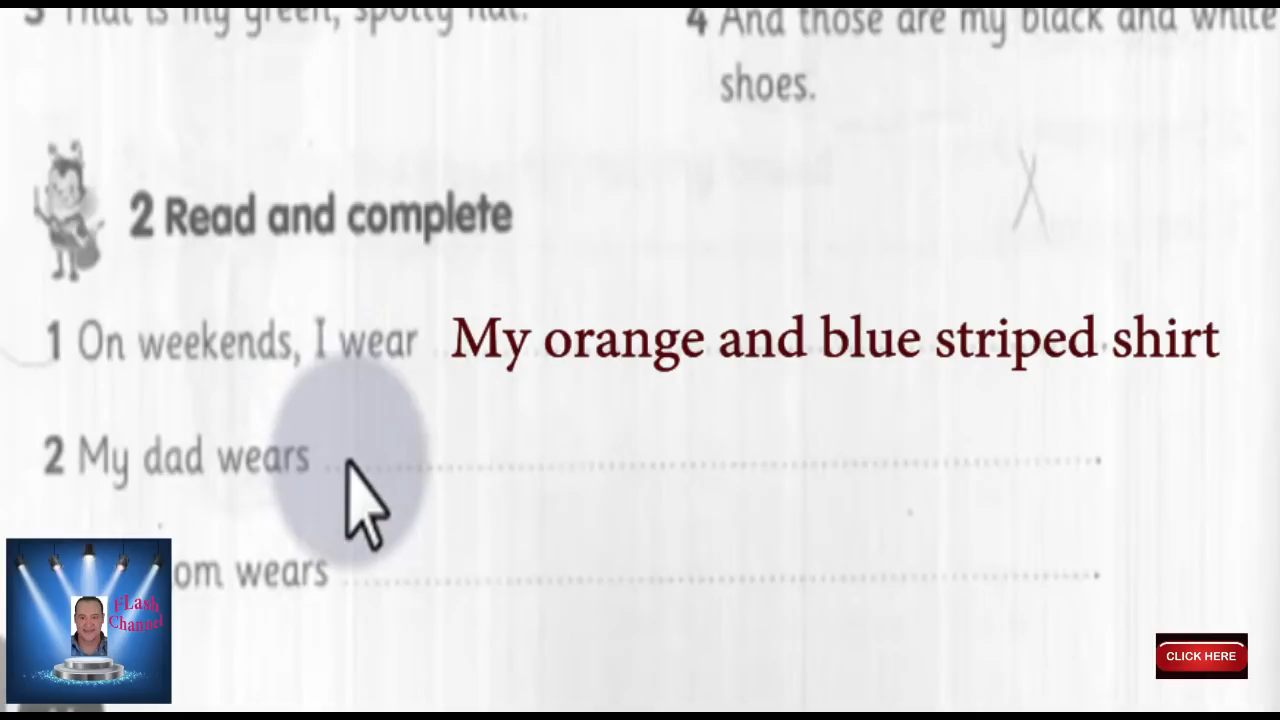 3 That is my green, spotty hat.
4 And those are my black and white
shoes.
2 Read and complete
1 On weekends, I wear My orange and blue striped shirt
2 My dad wears
om wears
FLash
Channel
CLICK HERE